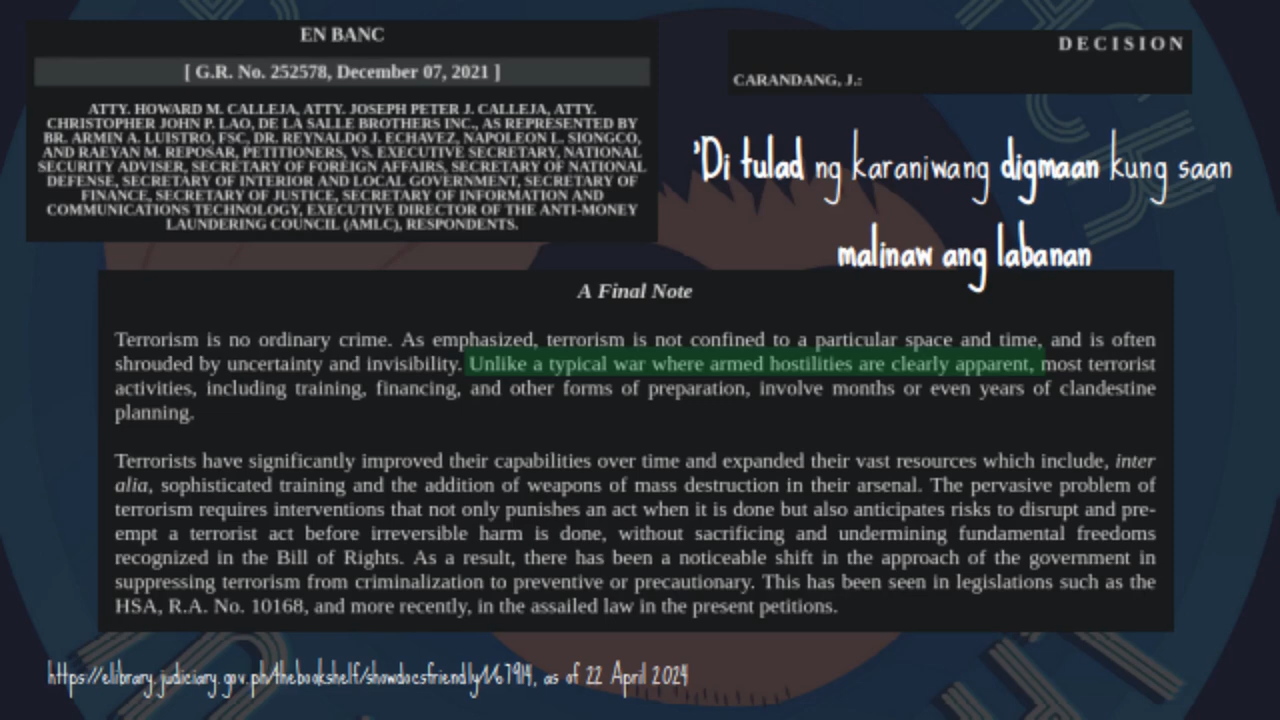 EN BANC
[ G.R. No. 252578, December 07, 2021 ]
ATTY. HOWARD M. CALLEJA, ATTY. JOSEPH PETER J. CALLEJA, ATTY.
CHRISTOPHER JOHN P. LAO, DE LA SALLE BROTHERS INC., AS REPRESENTED BY
BR. ARMIN A. LUISTRO, FSC, DR. REYNALDO J. ECHAVEZ, NAPOLEON L. SIONGCO,
AND RAEYAN M. REPOSAR, PETITIONERS, VS. EXECUTIVE SECRETARY, NATIONAL
SECURITY ADVISER, SECRETARY OF FOREIGN AFFAIRS, SECRETARY OF NATIONAL
DEFENSE, SECRETARY OF INTERIOR AND LOCAL GOVERNMENT, SECRETARY OF
FINANCE, SECRETARY OF JUSTICE, SECRETARY OF INFORMATION AND
COMMUNICATIONS TECHNOLOGY, EXECUTIVE DIRECTOR OF THE ANTI-MONEY
LAUNDERING COUNCIL (AMLC), RESPONDENTS.
DECISION
CARANDANG, J.:
'Di tulad ng karaniwang digmaan kung saan
malinaw ang labanan
A Final Note
Terrorism is no ordinary crime. As emphasized, terrorism is not confined to a particular space and time, and is often
shrouded by uncertainty and invisibility. Unlike a typical war where armed hostilities are clearly apparent, most terrorist
activities, including training, financing, and other forms of preparation, involve months or even years of clandestine
planning.
Terrorists have significantly improved their capabilities over time and expanded their vast resources which include, inter
alia, sophisticated training and the addition of weapons of mass destruction in their arsenal. The pervasive problem of
terrorism requires interventions that not only punishes an act when it is done but also anticipates risks to disrupt and pre-
empt a terrorist act before irreversible harm is done, without sacrificing and undermining fundamental freedoms
recognized in the Bill of Rights. As a result, there has been a noticeable shift in the approach of the government in
suppressing terrorism from criminalization to preventive or precautionary. This has been seen in legislations such as the
HSA, R.A. No. 10168, and more recently, in the assailed law in the present petitions.
https://elibrary.judiciary.gov.ph/thebookshelf/showdocsfriendly/1/67914, as of 22 April 2024